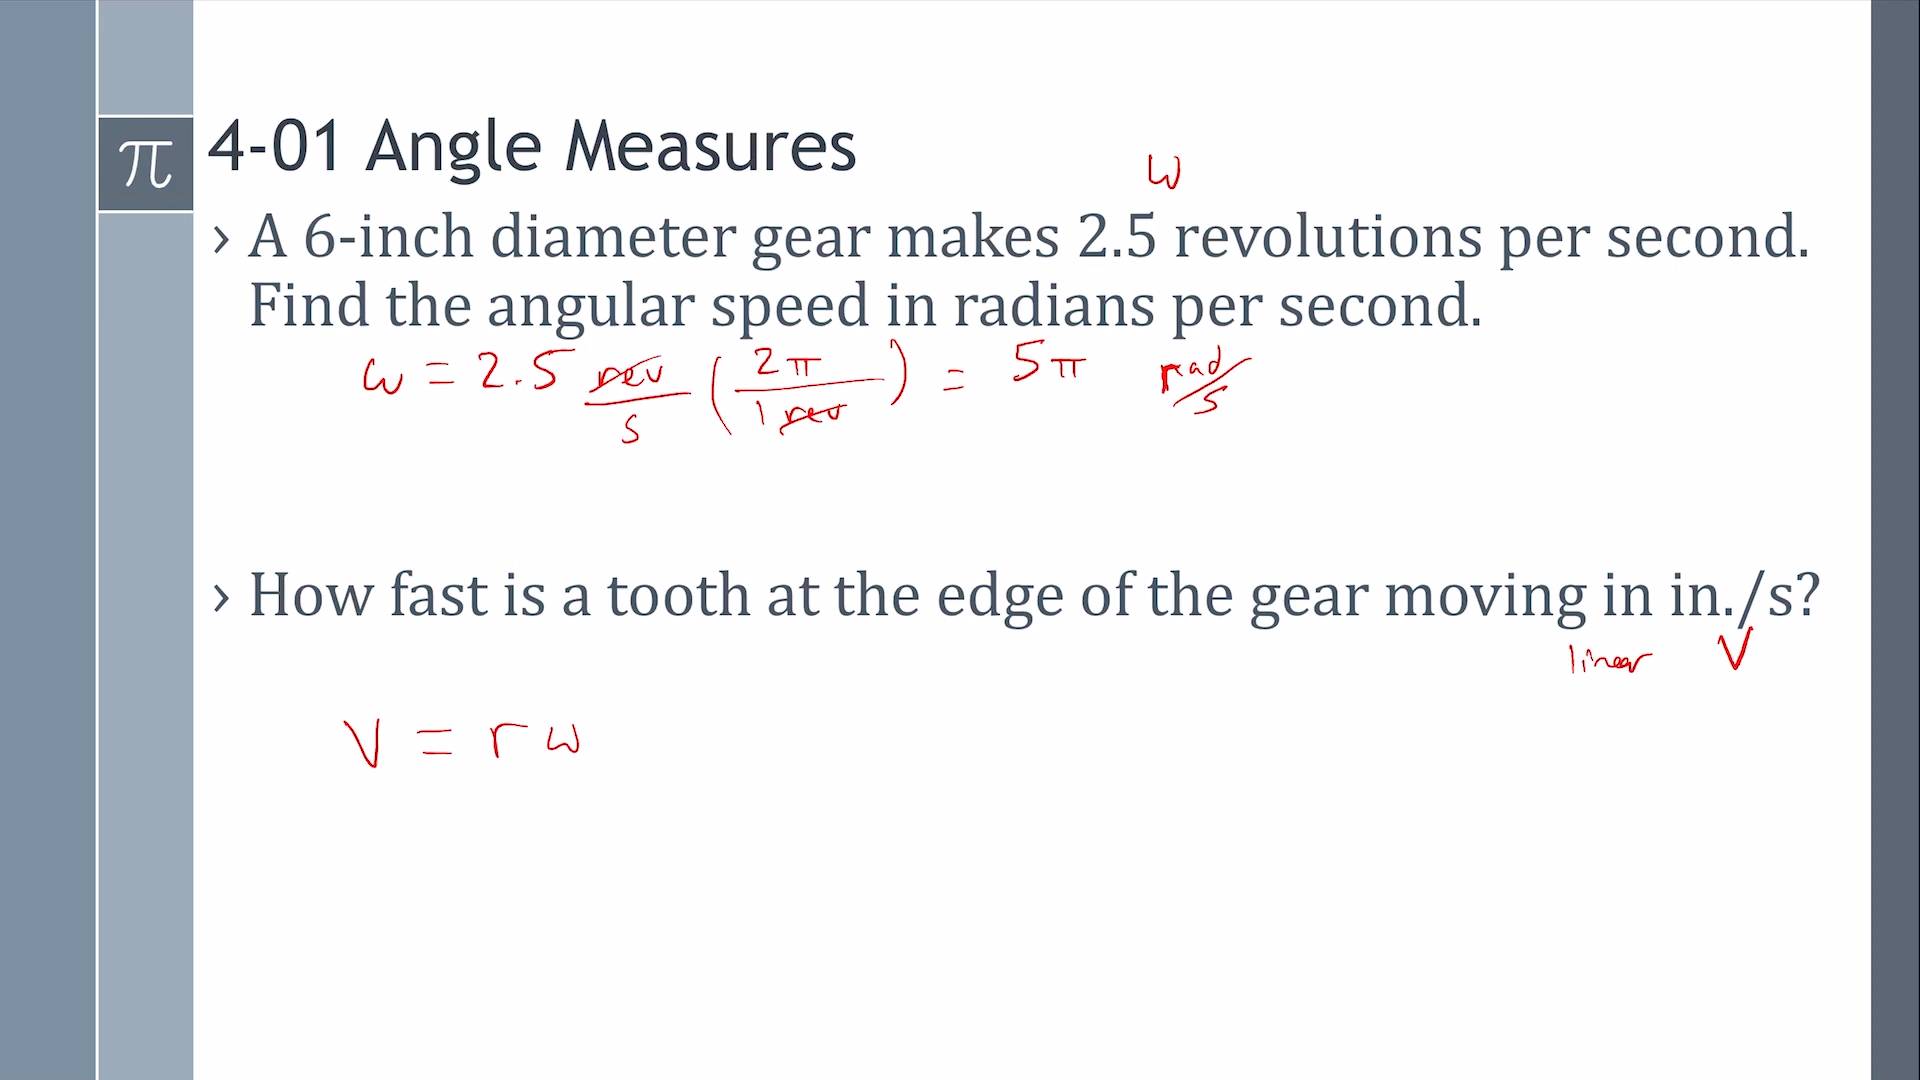 π 4-01 Angle Measures
ω
› A 6-inch diameter gear makes 2.5 revolutions per second.
Find the angular speed in radians per second.
ω = 2.5 rev/s (2π/1 rev) = 5π rad/s
› How fast is a tooth at the edge of the gear moving in in./s?
linear V
V = r ω